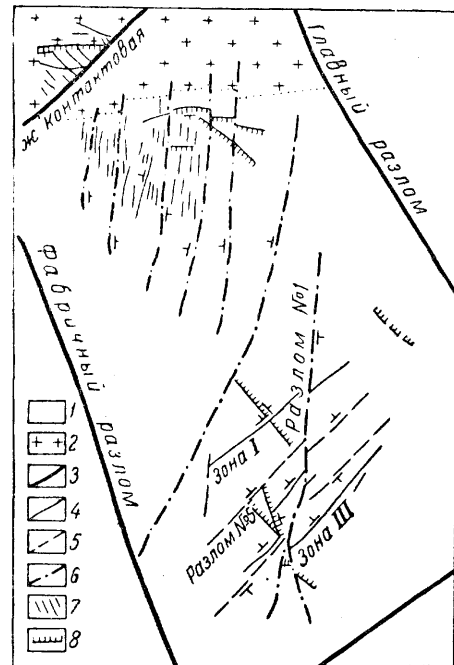 ж. контактовая
Главный разлом
Фабричный разлом
Разлом №1
Зона I
Разлом №5
Зона III
1
2
3
4
5
6
7
8